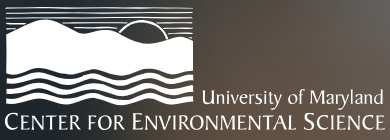 University of Maryland
CENTER FOR ENVIRONMENTAL SCIENCE